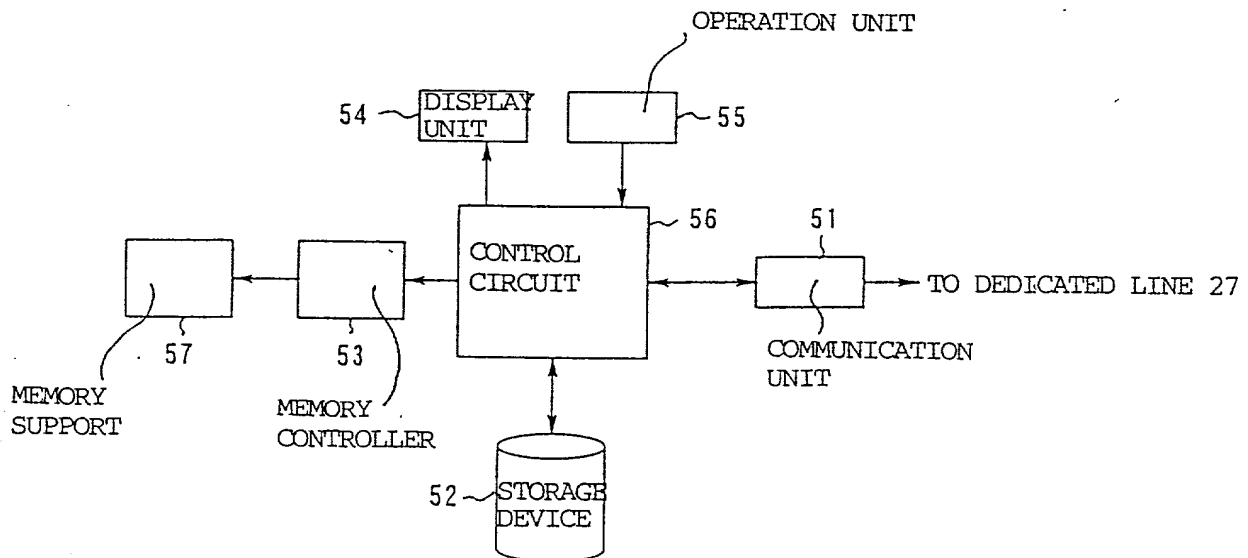 OPERATION UNIT
54
DISPLAY
UNIT
55
56
CONTROL
CIRCUIT
51
TO DEDICATED LINE 27
COMMUNICATION
UNIT
57
53
MEMORY
SUPPORT
MEMORY
CONTROLLER
52
STORAGE
DEVICE